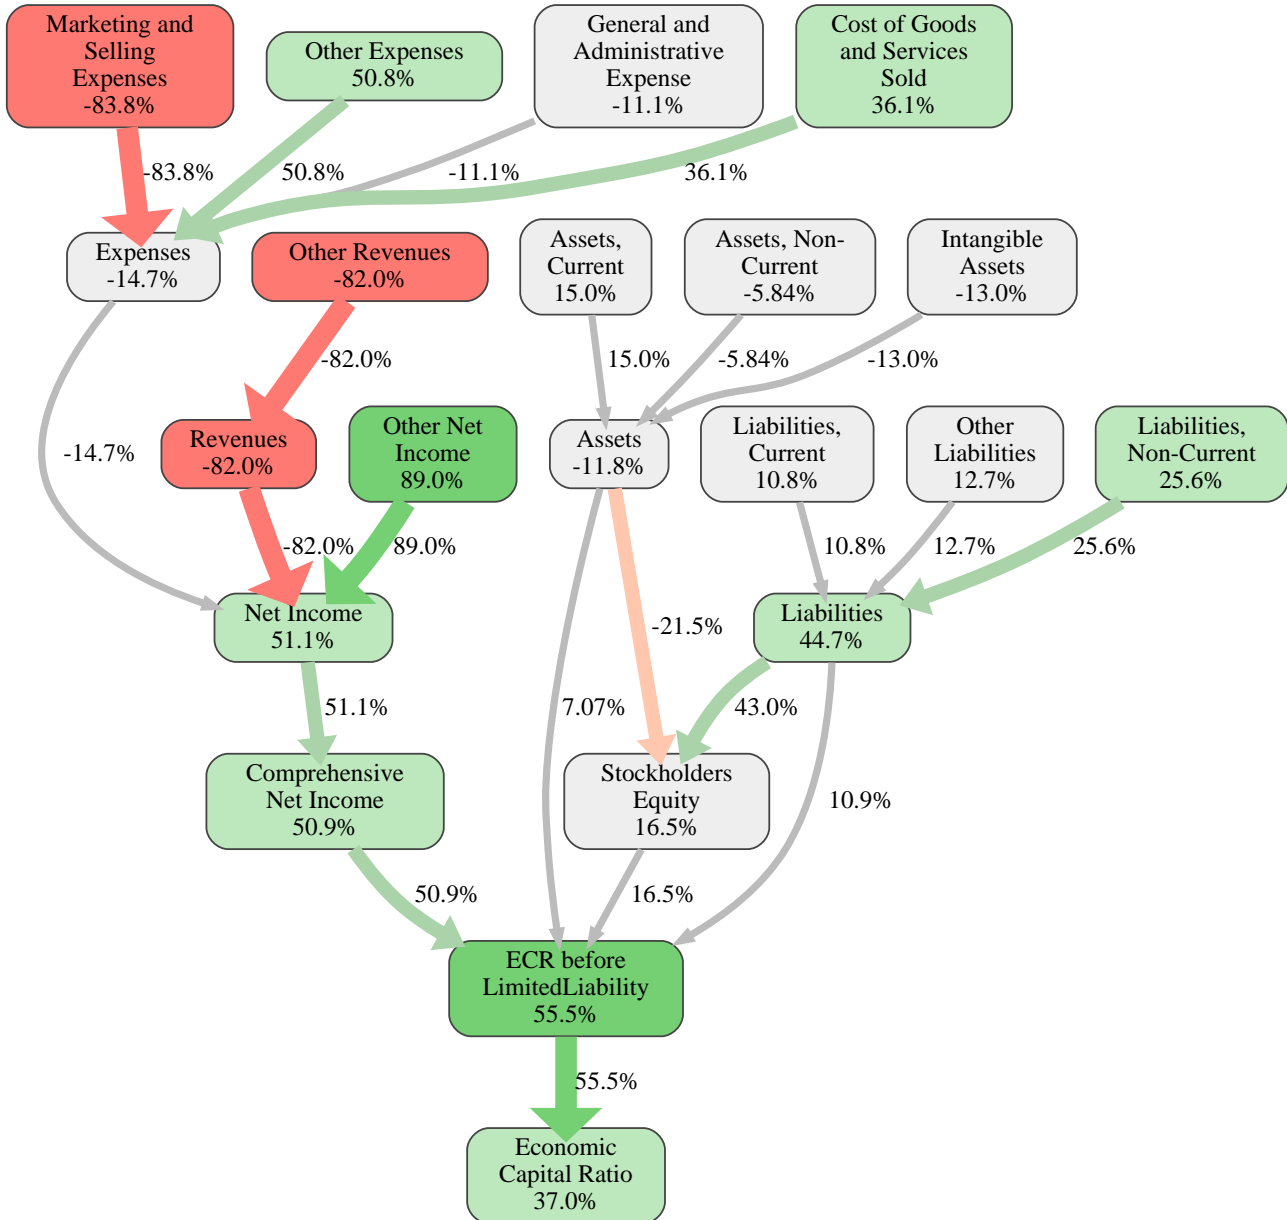 Marketing and
Selling
Expenses
-83.8%
Other Expenses
50.8%
General and
Administrative
Expense
-11.1%
Cost of Goods
and Services
Sold
36.1%
-83.8%
50.8%
-11.1%
36.1%
Expenses
-14.7%
Other Revenues
-82.0%
Assets,
Current
15.0%
Assets, Non-
Current
-5.84%
Intangible
Assets
-13.0%
-82.0%
15.0%
-5.84%
-13.0%
-14.7%
Revenues
-82.0%
Other Net
Income
89.0%
Assets
-11.8%
Liabilities,
Current
10.8%
Other
Liabilities
12.7%
Liabilities,
Non-Current
25.6%
-82.0%
89.0%
10.8%
12.7%
25.6%
Net Income
51.1%
-21.5%
Liabilities
44.7%
51.1%
7.07%
43.0%
Comprehensive
Net Income
50.9%
Stockholders
Equity
16.5%
10.9%
50.9%
16.5%
ECR before
LimitedLiability
55.5%
55.5%
Economic
Capital Ratio
37.0%